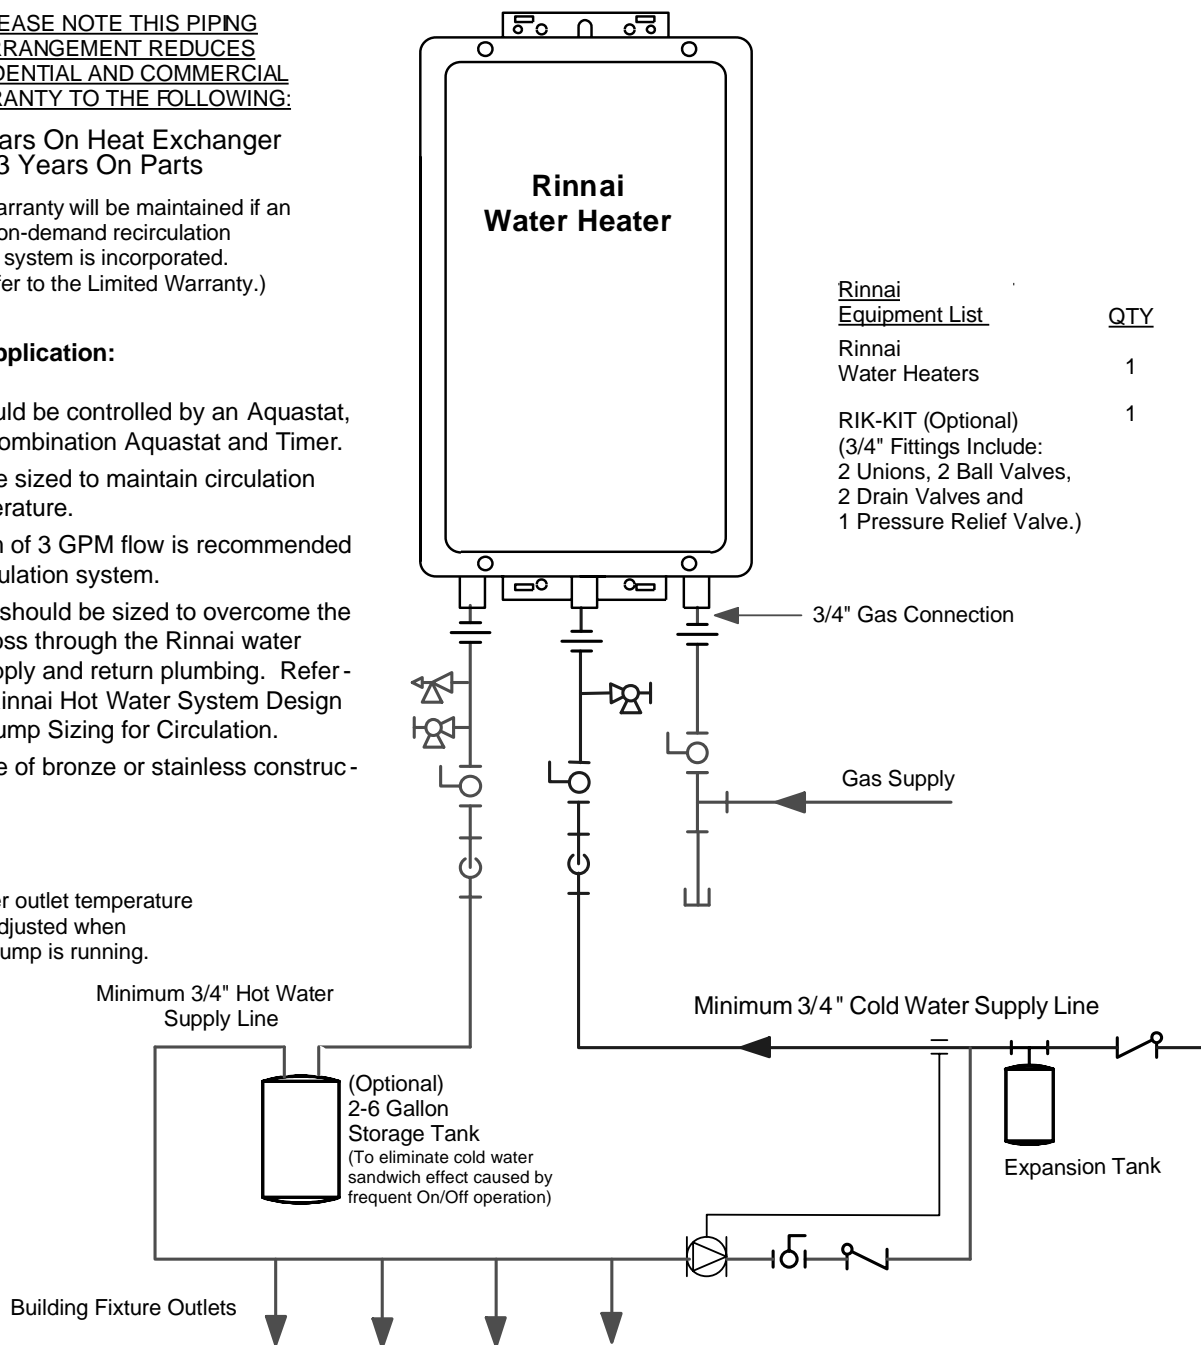 EASE NOTE THIS PIPING
RRANGEMENT REDUCES
DENTIAL AND COMMERCIAL
RANTY TO THE FOLLOWING:
ars On Heat Exchanger
3 Years On Parts
arranty will be maintained if an
on-demand recirculation
system is incorporated.
fer to the Limited Warranty.)
pplication:
uld be controlled by an Aquastat,
ombination Aquastat and Timer.
e sized to maintain circulation
erature.
n of 3 GPM flow is recommended
ulation system.
should be sized to overcome the
oss through the Rinnai water
pply and return plumbing. Refer-
innai Hot Water System Design
ump Sizing for Circulation.
e of bronze or stainless construc-
er outlet temperature
djusted when
ump is running.
Rinnai
Water Heater
Rinnai
Equipment List QTY
Rinnai
Water Heaters 1
RIK-KIT (Optional) 1
(3/4" Fittings Include:
2 Unions, 2 Ball Valves,
2 Drain Valves and
1 Pressure Relief Valve.)
3/4" Gas Connection
Gas Supply
Minimum 3/4" Hot Water
Supply Line
Minimum 3/4" Cold Water Supply Line
(Optional)
2-6 Gallon
Storage Tank
(To eliminate cold water
sandwich effect caused by
frequent On/Off operation)
Expansion Tank
Building Fixture Outlets